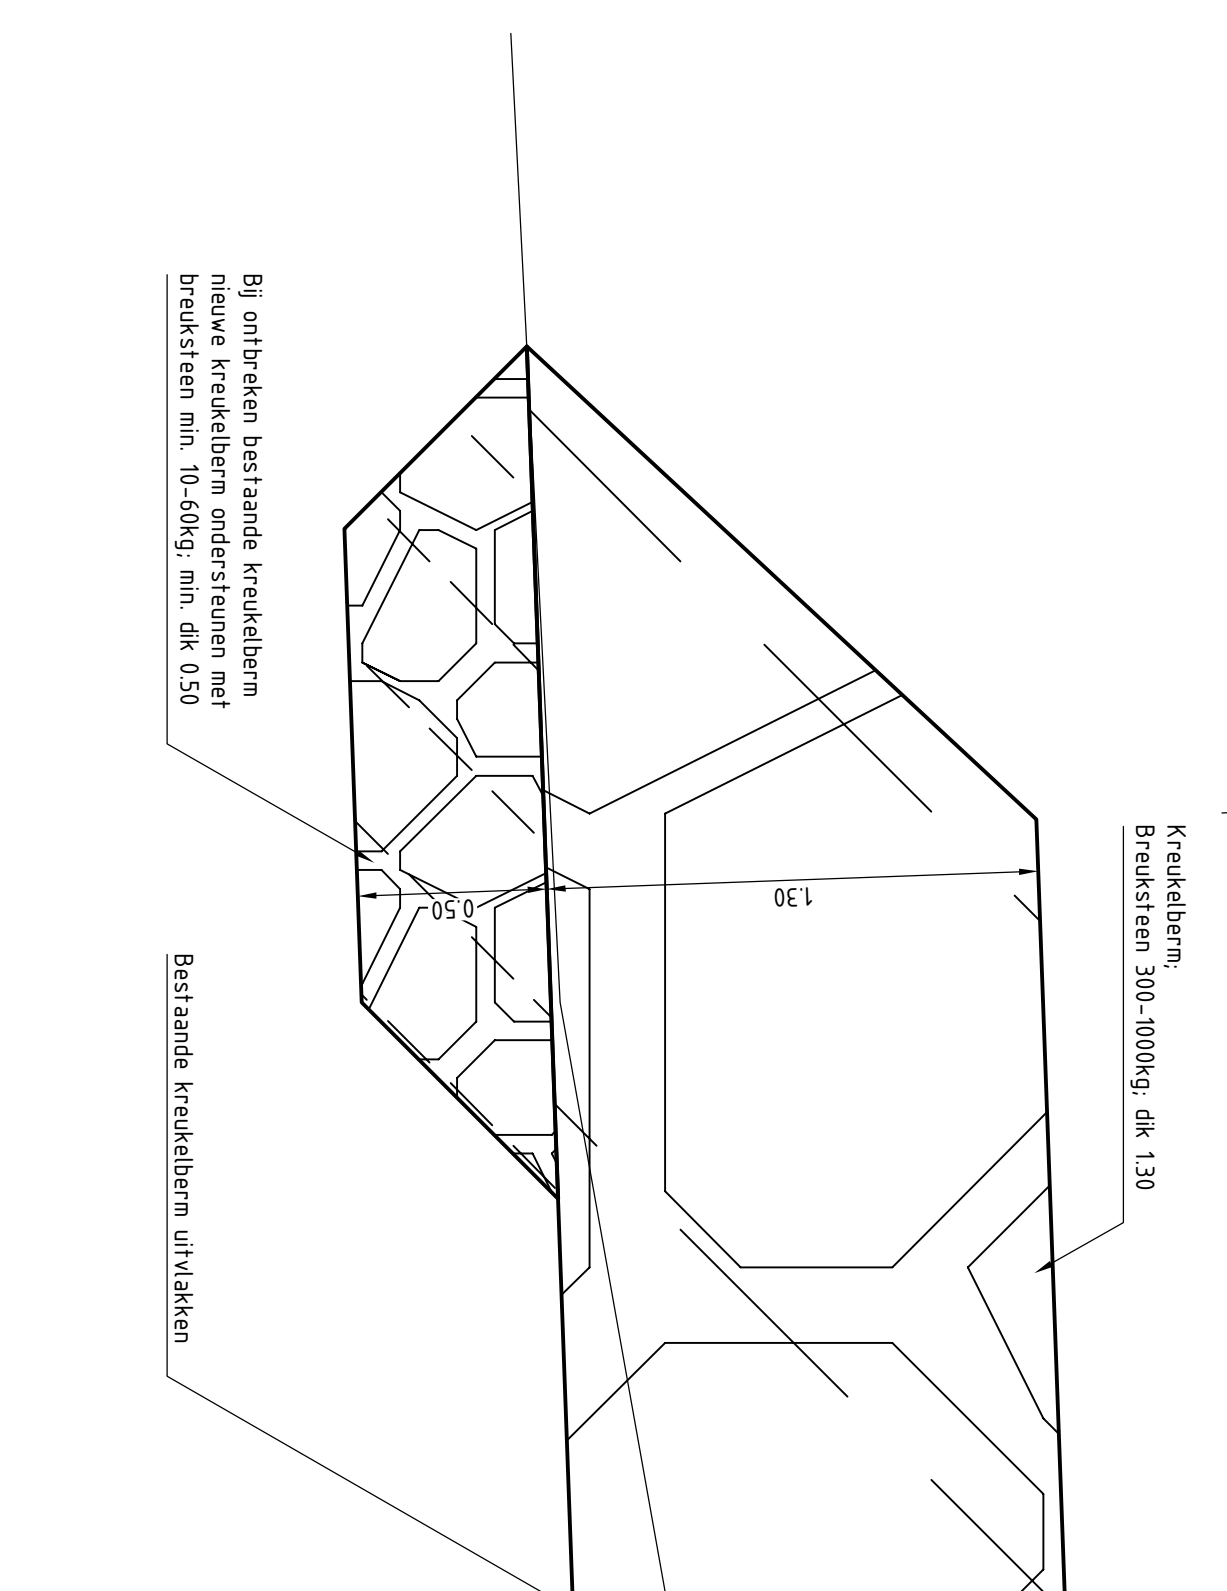 Kreukelberm;
Breuksteen 300-1000kg; dik 1.30
1.30
0.50
Bij ontbreken bestaande kreukelberm
nieuwe kreukelberm ondersteunen met
breuksteen min. 10-60kg; min. dik 0.50
Bestaande kreukelberm uitvlakken